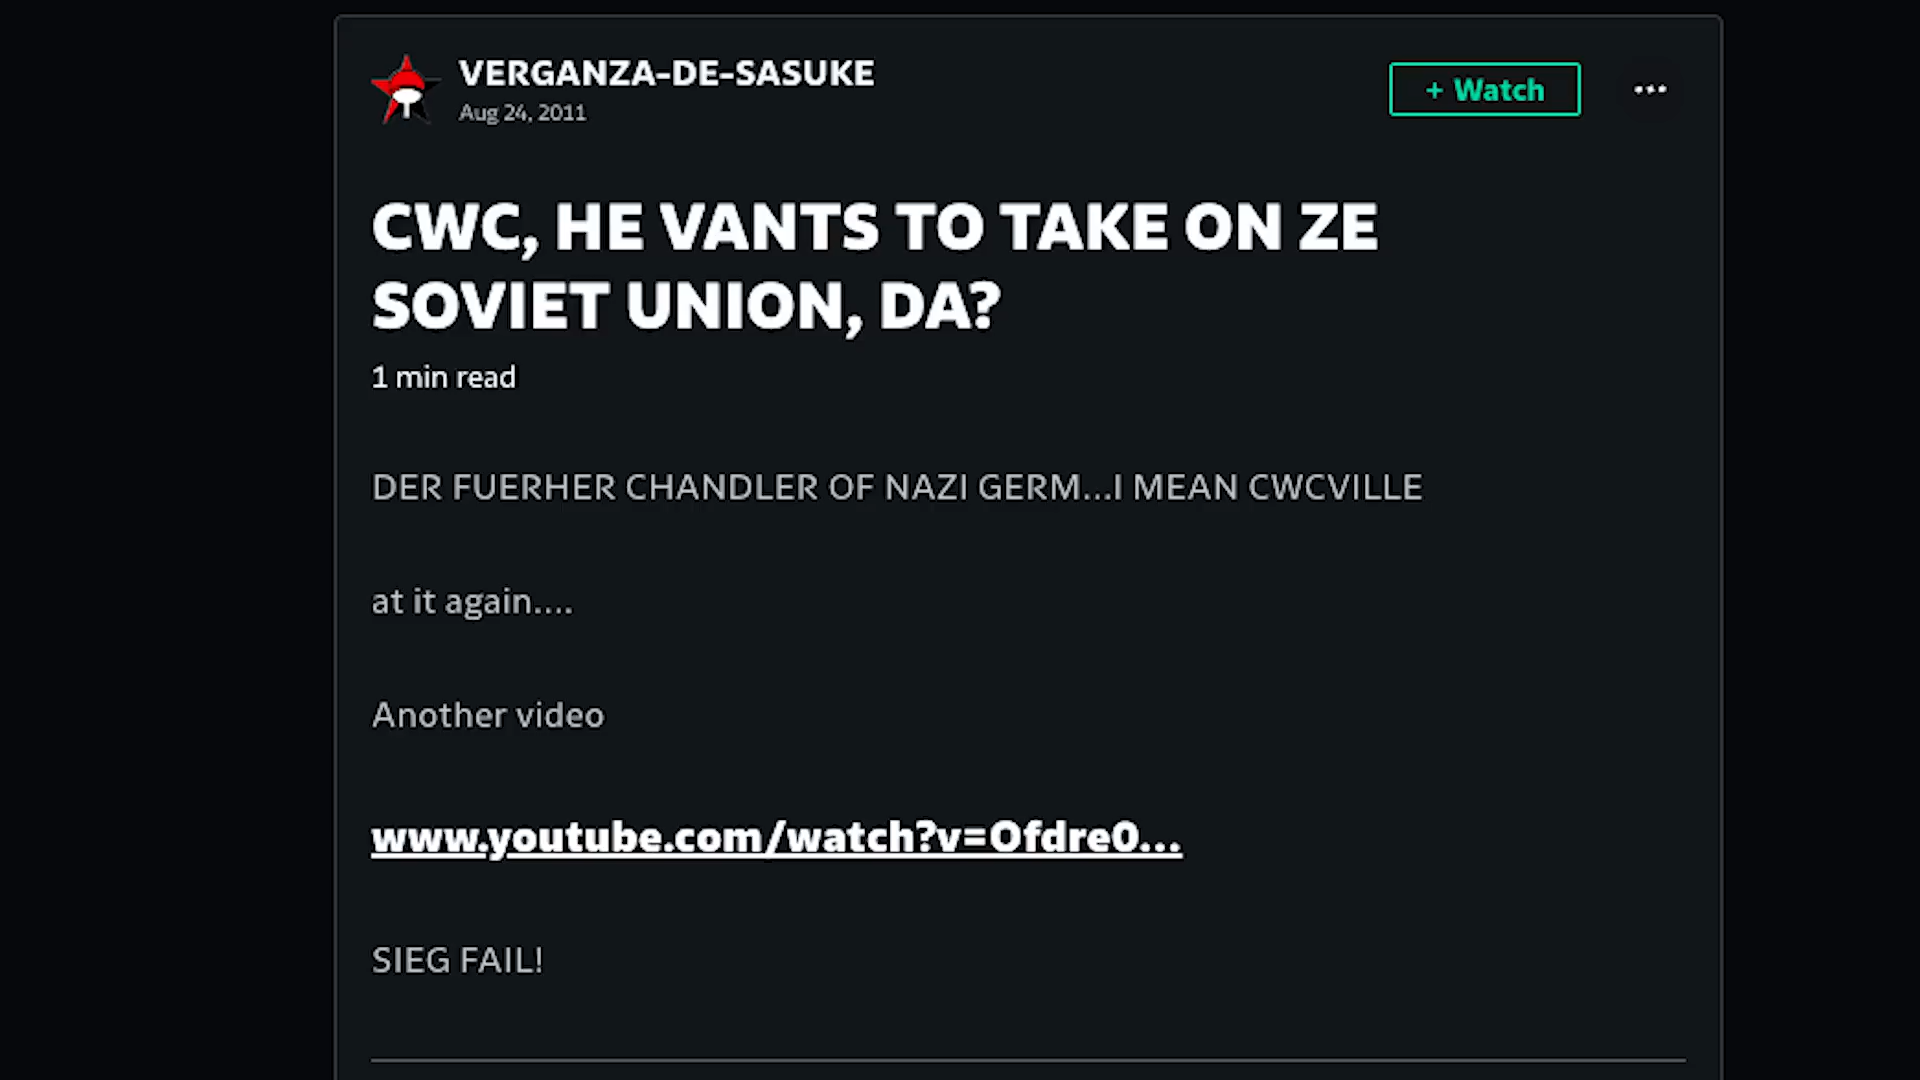 VERGANZA-DE-SASUKE
Aug 24, 2011
+ Watch
CWC, HE VANTS TO TAKE ON ZE
SOVIET UNION, DA?
1 min read
DER FUERHER CHANDLER OF NAZI GERM...I MEAN CWCVILLE
at it again....
Another video
www.youtube.com/watch?v=Ofdre0...
SIEG FAIL!